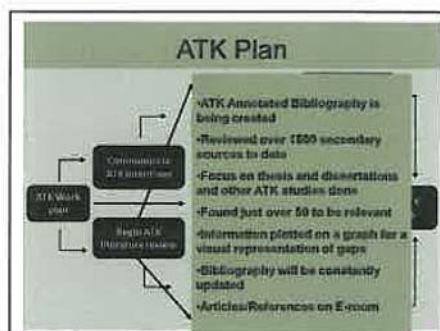 ATK Plan
•ATK Annotated Bibliography is
being created
•Reviewed over 1500 secondary
sources to date
•Focus on thesis and dissertations
and other ATK studies done
•Found just over 50 to be relevant
•Information plotted on a graph for a
visual representation of gaps
•Bibliography will be constantly
updated
•Articles/References on E-room
ATK Work
plan
ATK
Begin ATK
literature review